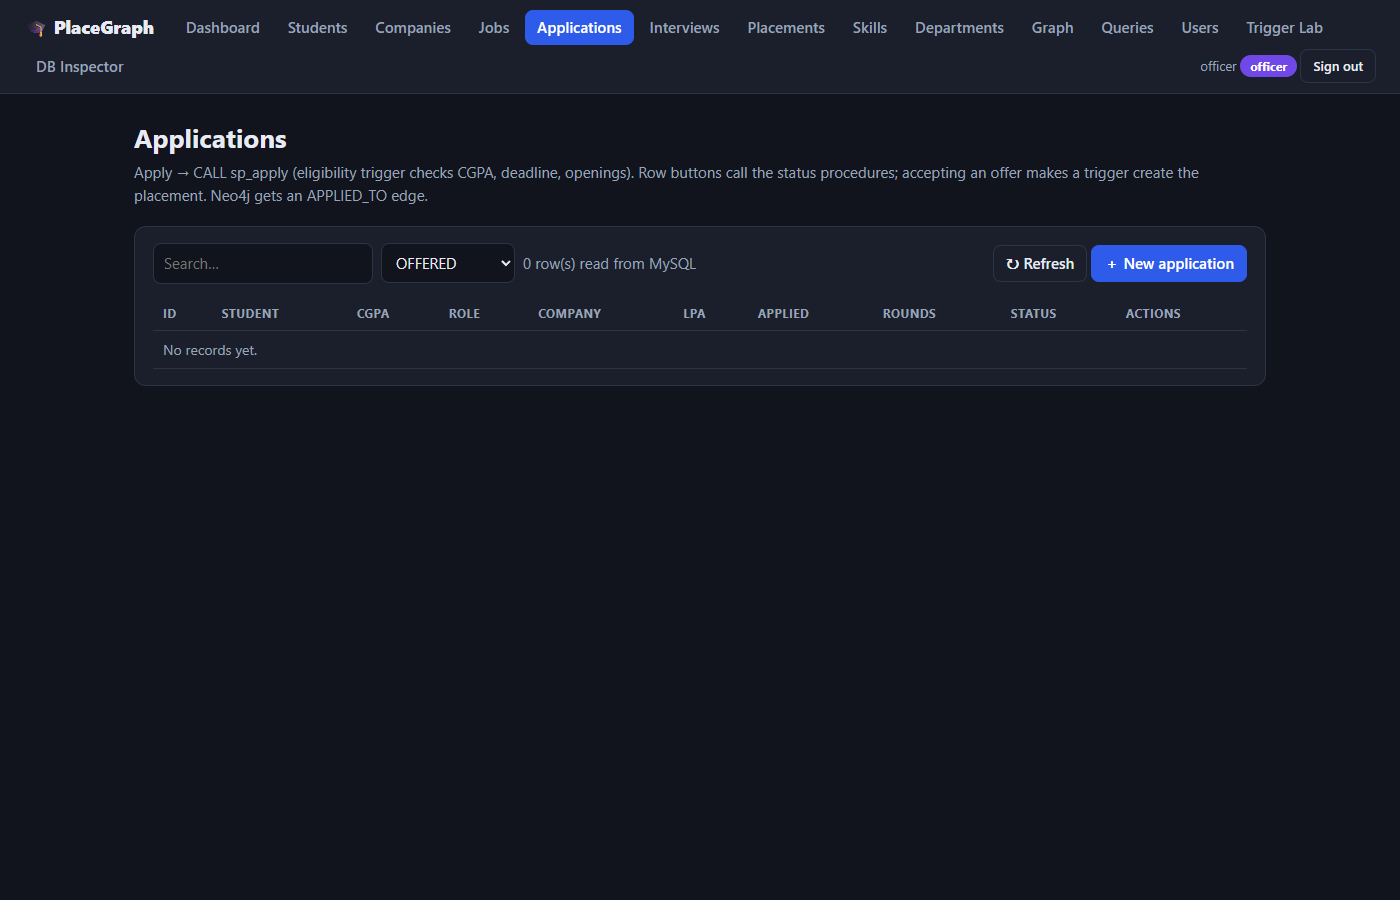 PlaceGraph Dashboard Students Companies Jobs Applications Interviews Placements Skills Departments Graph Queries Users Trigger Lab
DB Inspector officer officer Sign out
Applications
Apply → CALL sp_apply (eligibility trigger checks CGPA, deadline, openings). Row buttons call the status procedures; accepting an offer makes a trigger create the
placement. Neo4j gets an APPLIED_TO edge.
Search... OFFERED 0 row(s) read from MySQL ↻ Refresh + New application
ID STUDENT CGPA ROLE COMPANY LPA APPLIED ROUNDS STATUS ACTIONS
No records yet.